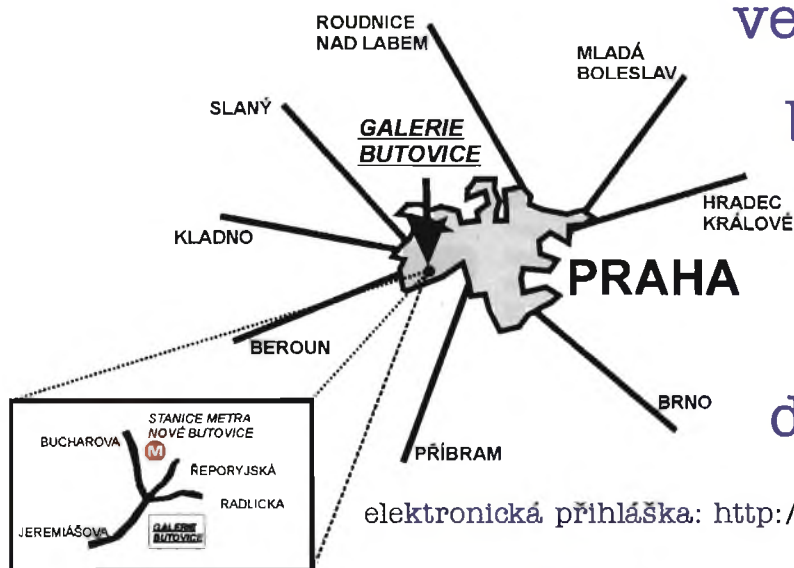 ROUDNICE
NAD LABEM
ve
MLADÁ
BOLESLAV
SLANÝ
GALERIE
BUTOVICE
HRADEC
KRÁLOVÉ
KLADNO
PRAHA
BEROUN
BRNO
PŘÍBRAM
STANICE METRA
NOVÉ BUTOVICE
BUCHAROVA
M
ŘEPORYJSKÁ
RADLICKA
JEREMIÁŠOVA
GALERIE
BUTOVICE
d
elektronická přihláška: http:/